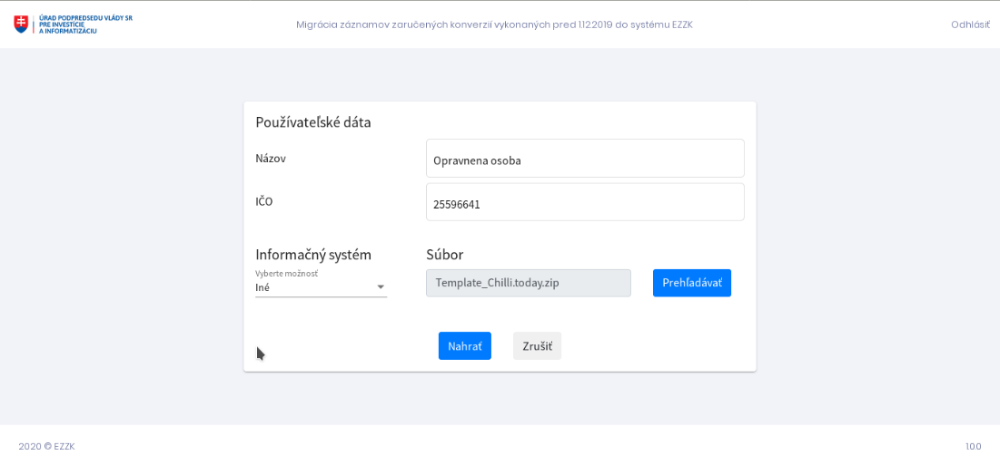 ÚRAD PODPREDSEDU VLÁDY SR
PRE INVESTÍCIE
A INFORMATIZÁCIU
Migrácia záznamov zaručených konverzií vykonaných pred 1.12.2019 do systému EZZK
Odhlásiť
Používateľské dáta
Názov
Opravnena osoba
IČO
25596641
Informačný systém
Súbor
Vyberte možnosť
Iné
Template_Chilli.today.zip
Prehľadávať
Nahrať
Zrušiť
2020 © EZZK
1.0.0